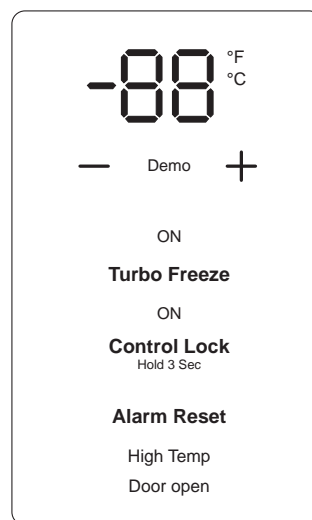 -88 °F
°C
− Demo +
ON
Turbo Freeze
ON
Control Lock
Hold 3 Sec
Alarm Reset
High Temp
Door open